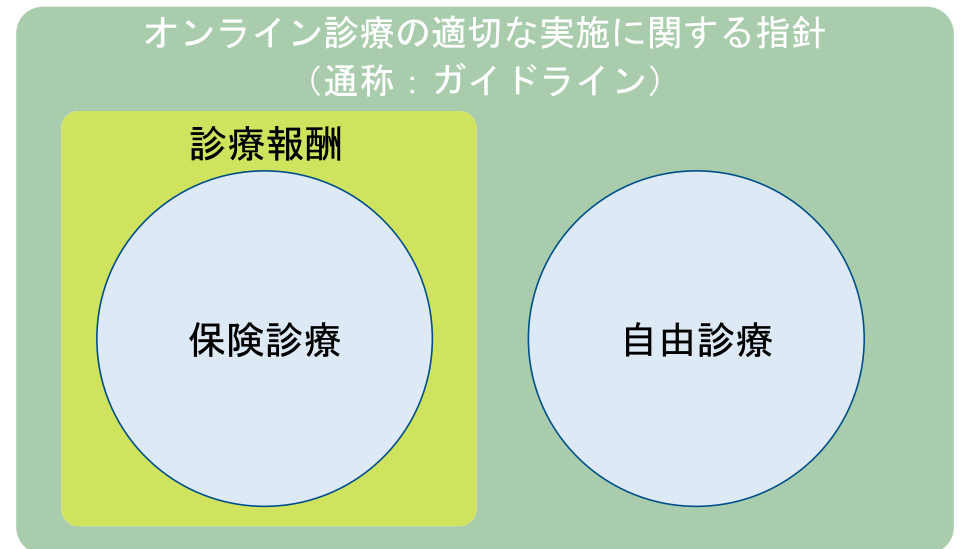 オンライン診療の適切な実施に関する指針
（通称：ガイドライン）
診療報酬
保険診療
自由診療